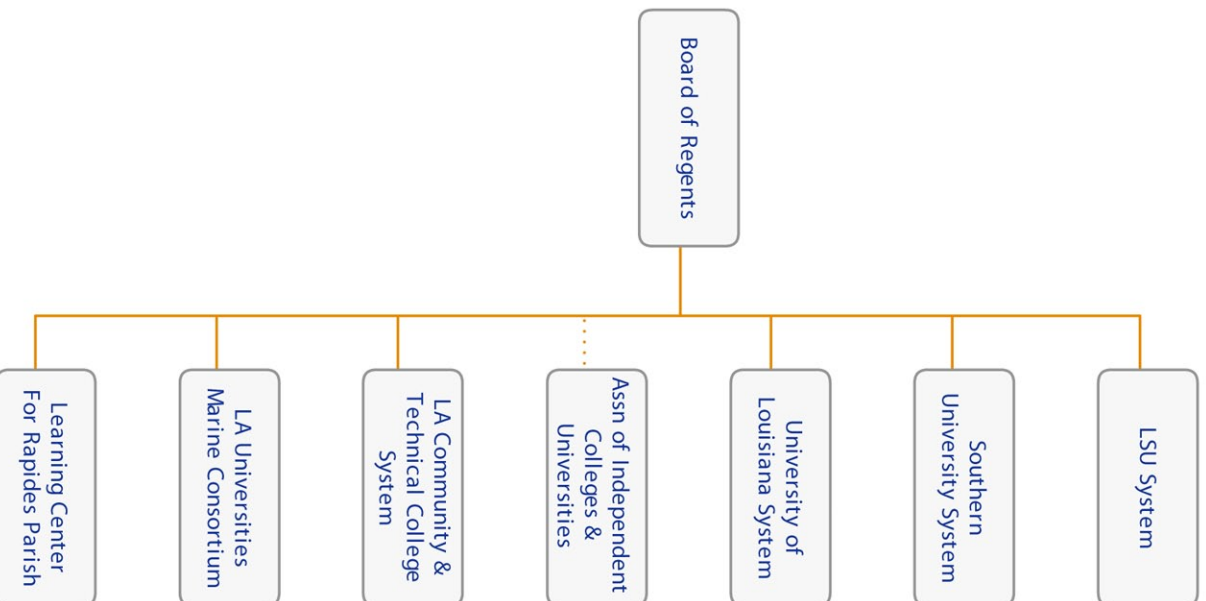 Board of Regents
LSU System
Southern
University System
University of
Louisiana System
Assn of Independent
Colleges &
Universities
LA Community &
Technical College
System
LA Universities
Marine Consortium
Learning Center
For Rapides Parish